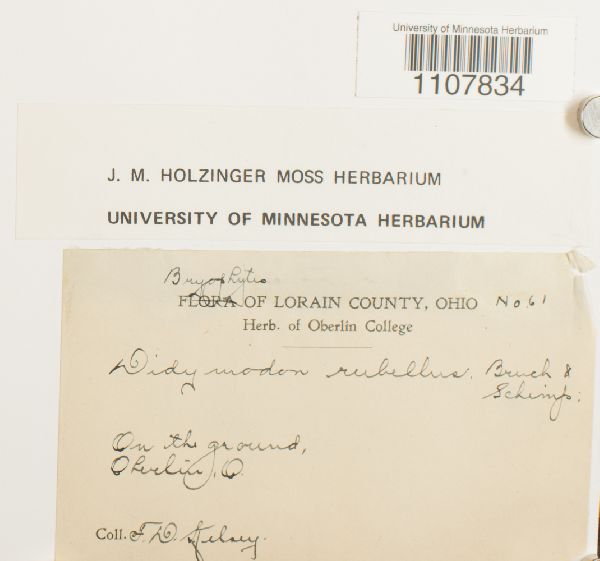 University of Minnesota Herbarium
1107834
J. M. HOLZINGER MOSS HERBARIUM
UNIVERSITY OF MINNESOTA HERBARIUM
Bryophytes
FLORA OF LORAIN COUNTY, OHIO No. 61
Herb. of Oberlin College
Didymodon rubellus. Bruch &
Schimp.
On the ground,
Oberlin, O.
Coll. F. D. Kelsey.